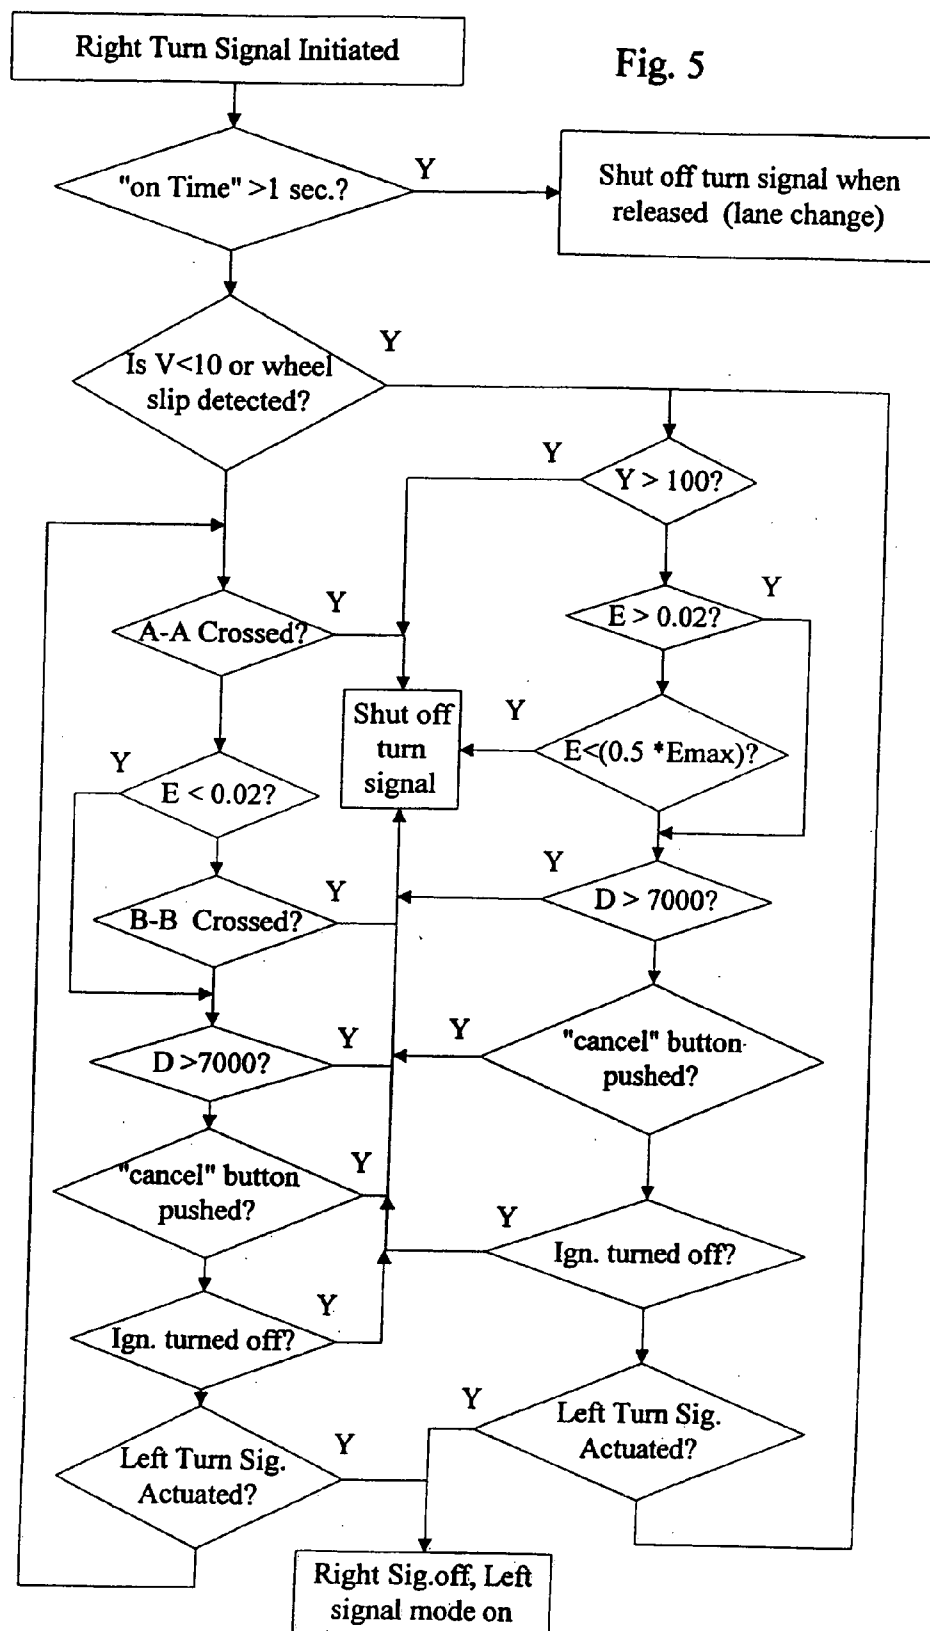 Right Turn Signal Initiated
Fig. 5
"on Time" >1 sec.?
Y
Shut off turn signal when
released (lane change)
Is V<10 or wheel
slip detected?
Y
Y
Y > 100?
A-A Crossed?
Y
E > 0.02?
Y
Shut off
turn
signal
Y
E<(0.5 *Emax)?
Y
E < 0.02?
B-B Crossed?
Y
Y
D > 7000?
D >7000?
Y
Y
"cancel" button
pushed?
"cancel" button
pushed?
Y
Y
Ign. turned off?
Ign. turned off?
Y
Y
Left Turn Sig.
Actuated?
Left Turn Sig.
Actuated?
Y
Right Sig.off, Left
signal mode on